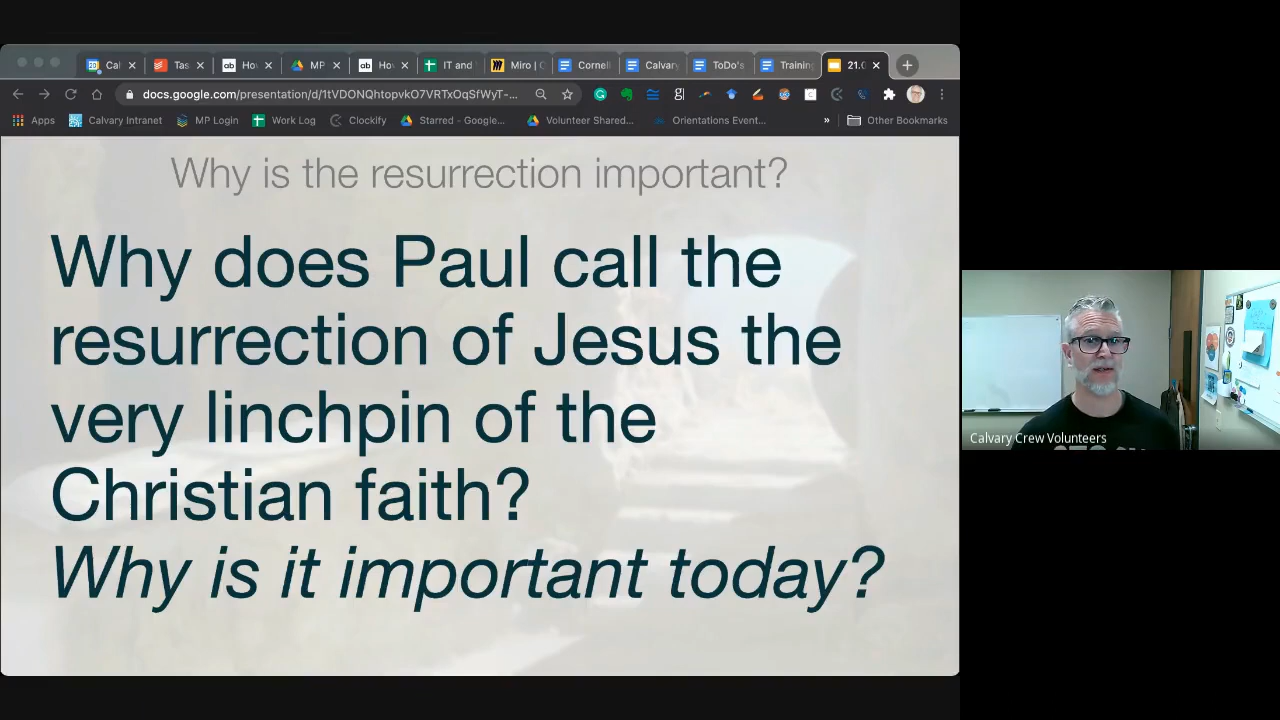 Cal
Tas
Hov
MP
Hov
IT and
Miro | C
Cornell
Calvary
ToDo's
Training
21.0
docs.google.com/presentation/d/1tVDONQhtopvkO7VRTxOqSfWyT-...
Apps
Calvary Intranet
MP Login
Work Log
Clockify
Starred - Google...
Volunteer Shared...
Orientations Event...
»
Other Bookmarks
Why is the resurrection important?
Why does Paul call the
resurrection of Jesus the
very linchpin of the
Christian faith?
Why is it important today?
Calvary Crew Volunteers